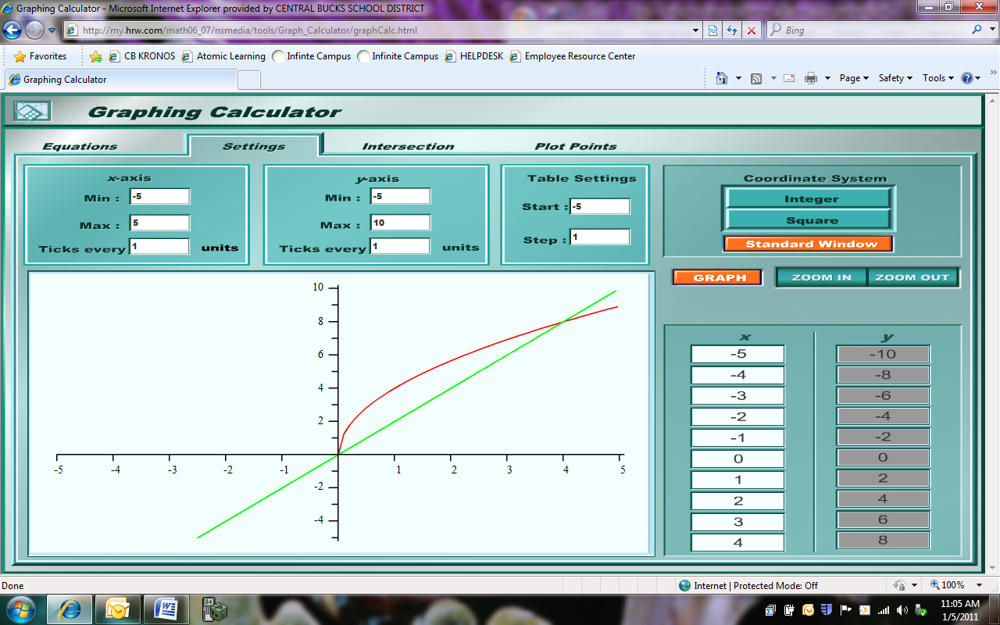 Graphing Calculator - Microsoft Internet Explorer provided by CENTRAL BUCKS SCHOOL DISTRICT
http://my.hrw.com/math06_07/nsmedia/tools/Graph_Calculator/graphCalc.html
Bing
Favorites CB KRONOS Atomic Learning Infinte Campus Infinite Campus HELPDESK Employee Resource Center
Graphing Calculator Page Safety Tools
Graphing Calculator
Equations Settings Intersection Plot Points
x-axis y-axis Table Settings Coordinate System
Min : -5 Min : -5 Start : -5 Integer
Max : 5 Max : 10 Square
Ticks every 1 units Ticks every 1 units Step : 1 Standard Window
GRAPH ZOOM IN ZOOM OUT
10
8
6
4
2
-5 -4 -3 -2 -1 1 2 3 4 5
-2
-4
x y
-5 -10
-4 -8
-3 -6
-2 -4
-1 -2
0 0
1 2
2 4
3 6
4 8
Done Internet | Protected Mode: Off 100%
84
11:05 AM
1/5/2011